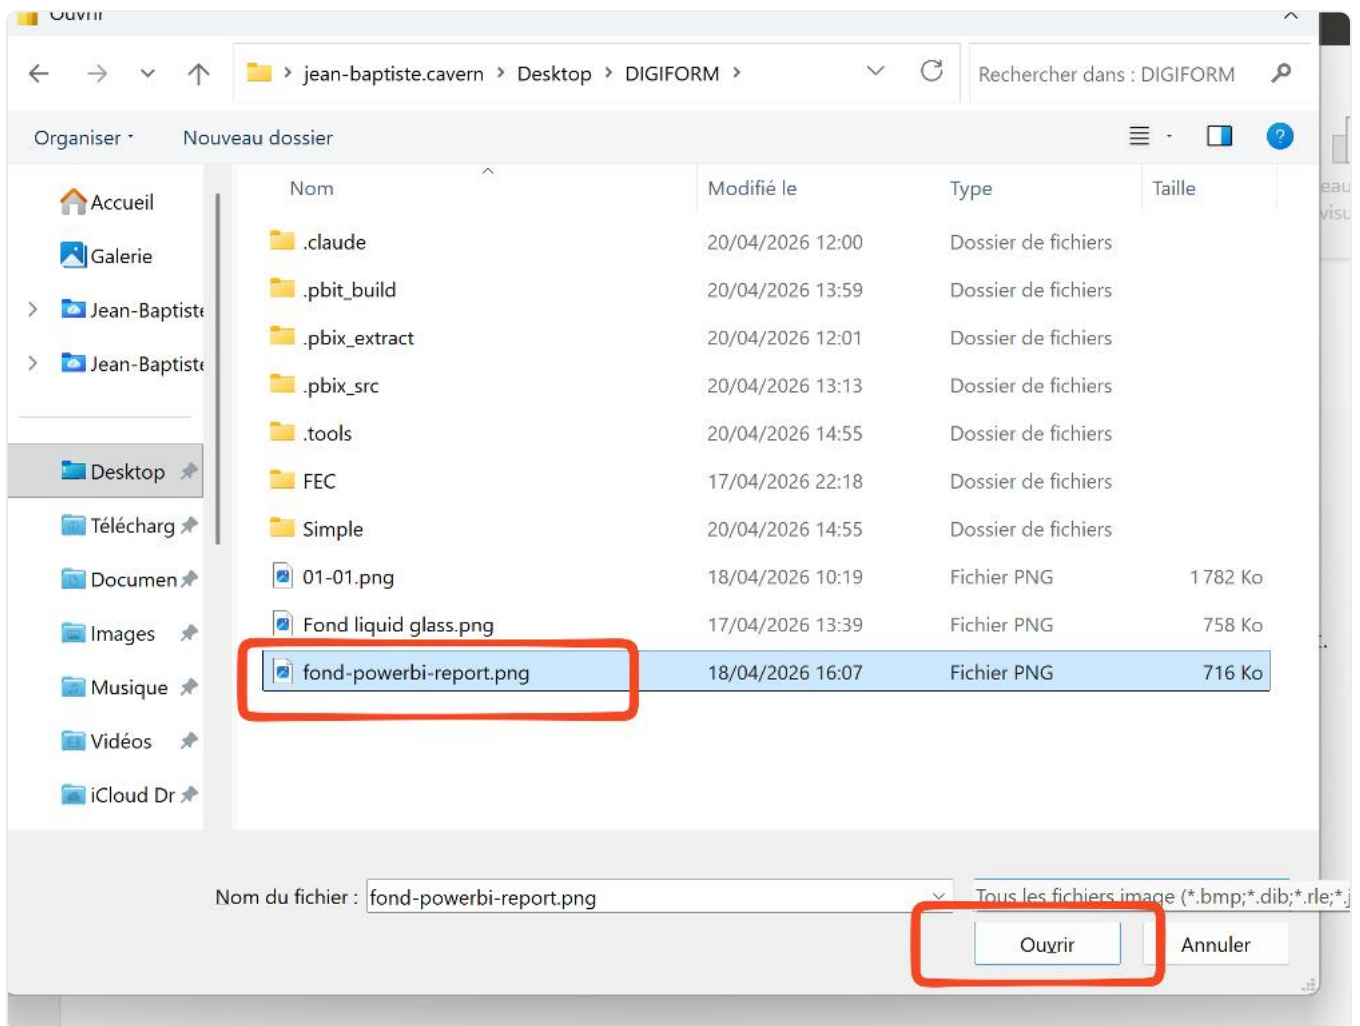 Ouvrir
jean-baptiste.cavern > Desktop > DIGIFORM >
Rechercher dans : DIGIFORM
Organiser
Nouveau dossier
Nom
Modifié le
Type
Taille
Accueil
Galerie
Jean-Baptiste
Jean-Baptiste
Desktop
Télécharg
Documen
Images
Musique
Vidéos
iCloud Dr
.claude 20/04/2026 12:00 Dossier de fichiers
.pbit_build 20/04/2026 13:59 Dossier de fichiers
.pbix_extract 20/04/2026 12:01 Dossier de fichiers
.pbix_src 20/04/2026 13:13 Dossier de fichiers
.tools 20/04/2026 14:55 Dossier de fichiers
FEC 17/04/2026 22:18 Dossier de fichiers
Simple 20/04/2026 14:55 Dossier de fichiers
01-01.png 18/04/2026 10:19 Fichier PNG 1 782 Ko
Fond liquid glass.png 17/04/2026 13:39 Fichier PNG 758 Ko
fond-powerbi-report.png 18/04/2026 16:07 Fichier PNG 716 Ko
eau
visu
Nom du fichier : fond-powerbi-report.png
Tous les fichiers image (*.bmp;*.dib;*.rle;*.j
Ouvrir
Annuler